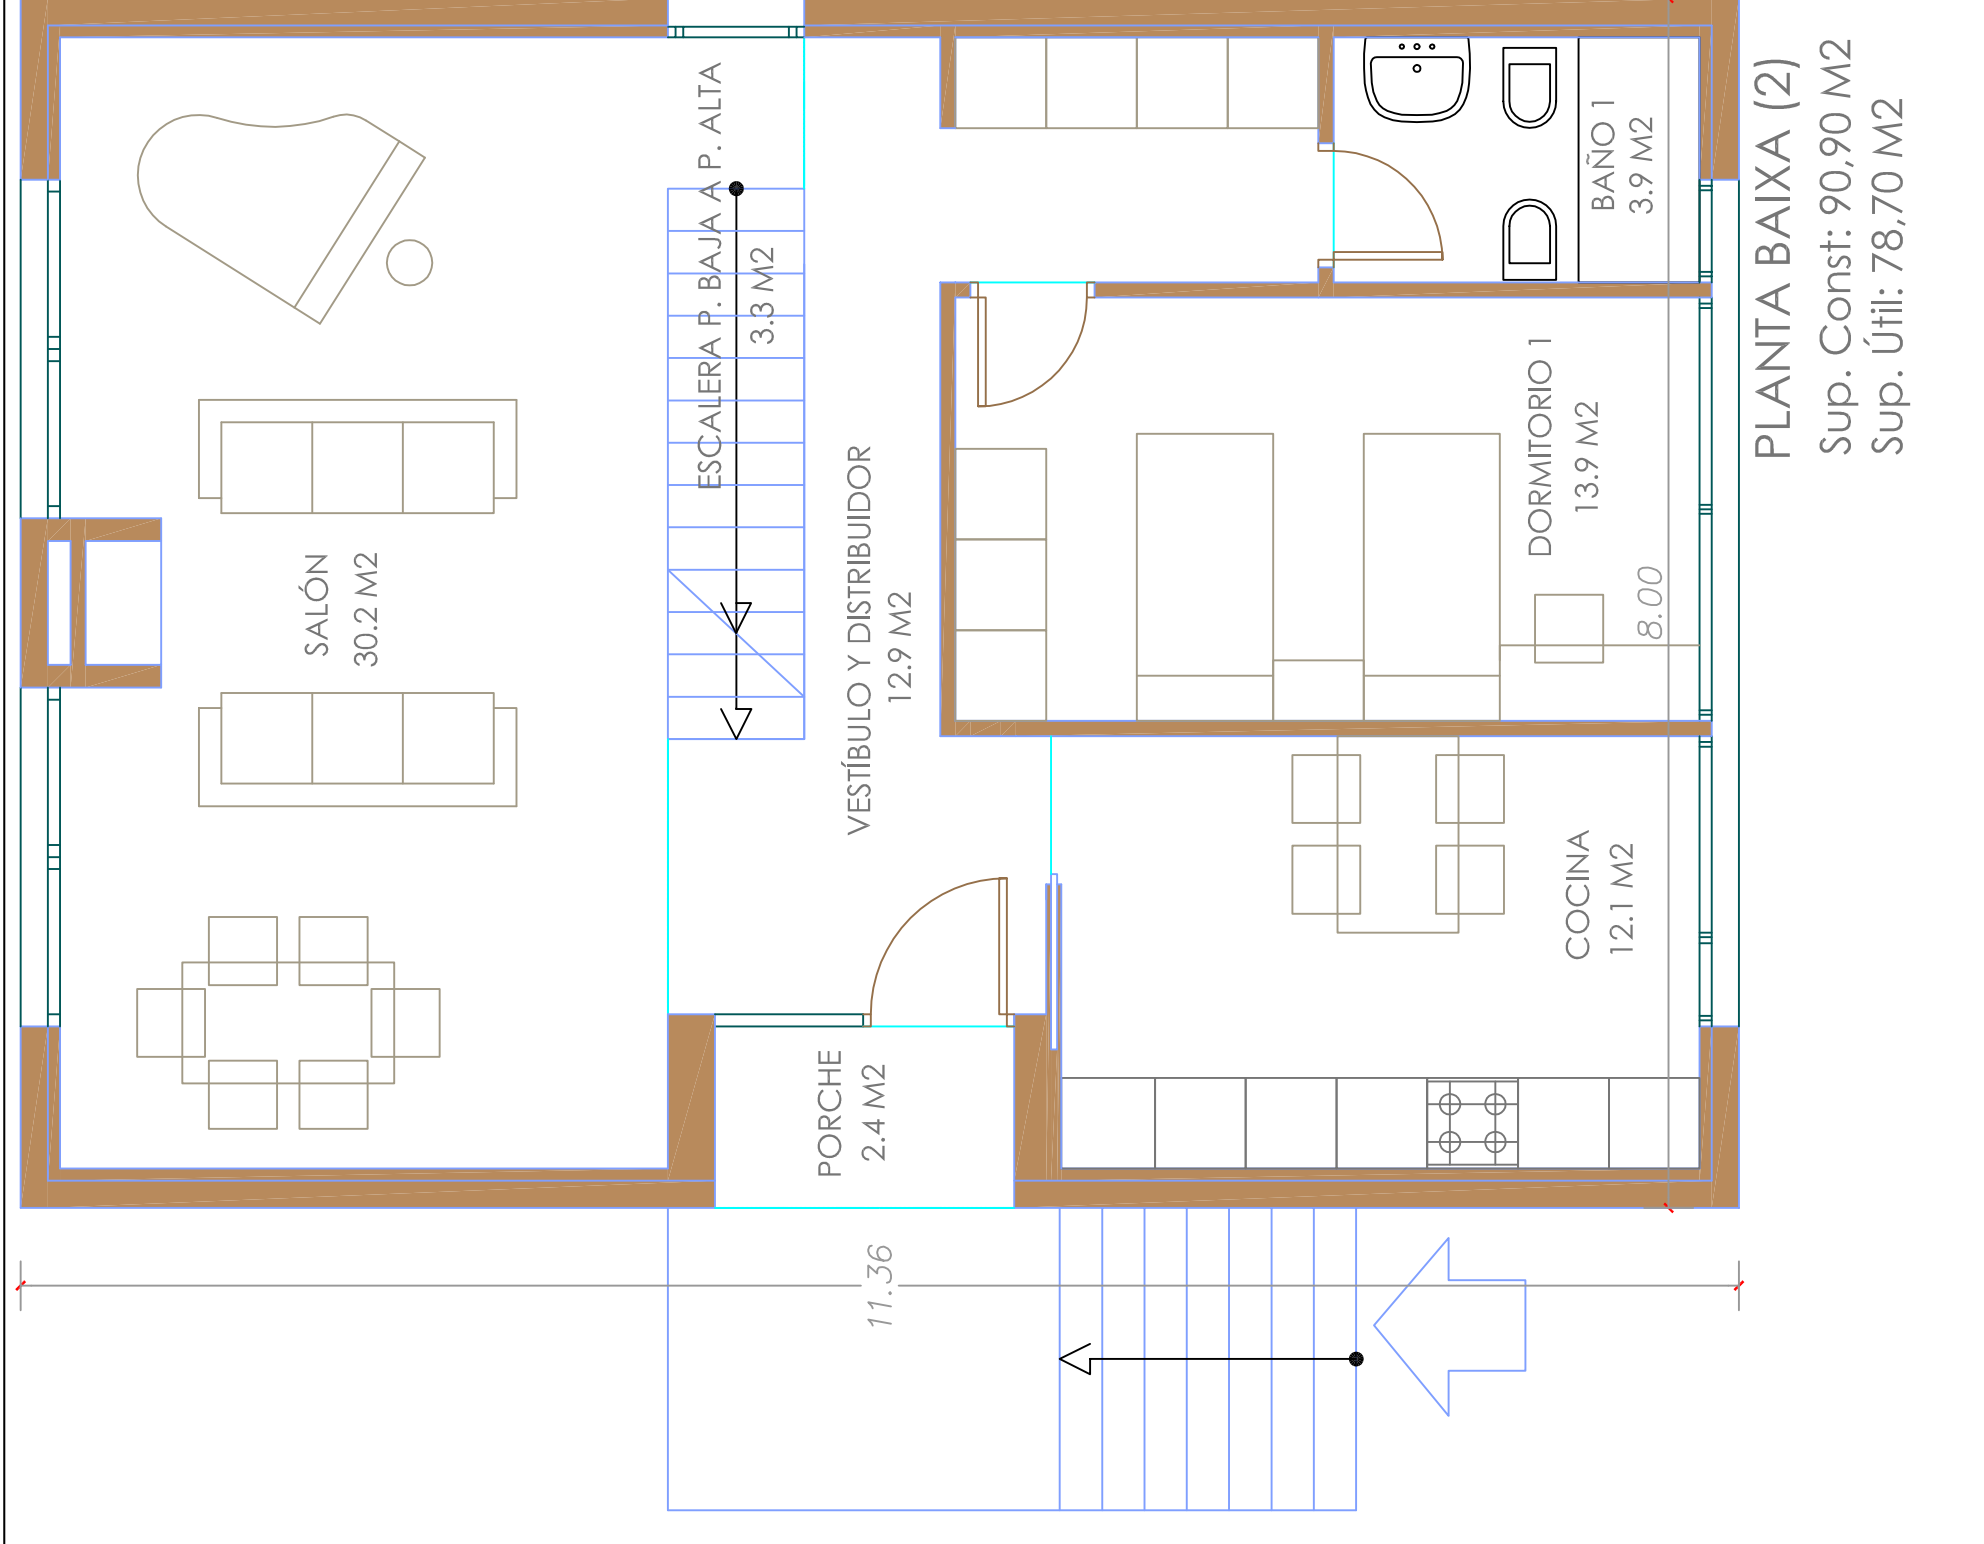 SALÓN
30.2 M2
ESCALERA P. BAJA A P. ALTA
3.3 M2
VESTÍBULO Y DISTRIBUIDOR
12.9 M2
PORCHE
2.4 M2
11.36
BAÑO 1
3.9 M2
DORMITORIO 1
13.9 M2
8.00
COCINA
12.1 M2
PLANTA BAIXA (2)
Sup. Const: 90,90 M2
Sup. Útil: 78,70 M2